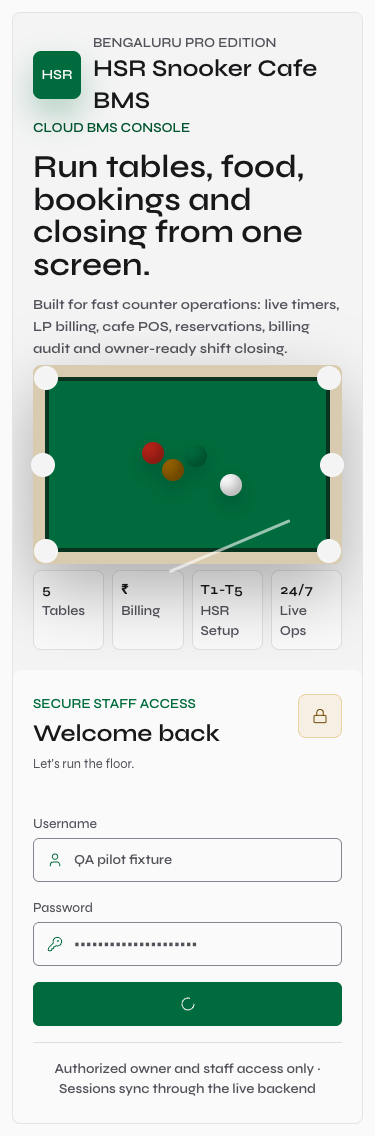 HSR
BENGALURU PRO EDITION
HSR Snooker Cafe
BMS
CLOUD BMS CONSOLE
Run tables, food,
bookings and
closing from one
screen.
Built for fast counter operations: live timers,
LP billing, cafe POS, reservations, billing
audit and owner-ready shift closing.
5
Tables
₹
Billing
T1-T5
HSR
Setup
24/7
Live
Ops
SECURE STAFF ACCESS
Welcome back
Let's run the floor.
Username
QA pilot fixture
Password
Authorized owner and staff access only ·
Sessions sync through the live backend